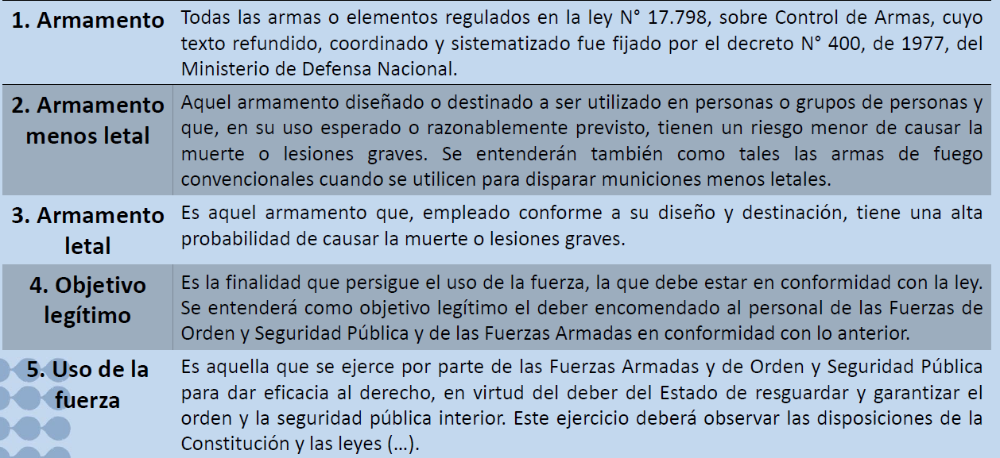 1. Armamento
Todas las armas o elementos regulados en la ley N° 17.798, sobre Control de Armas, cuyo
texto refundido, coordinado y sistematizado fue fijado por el decreto N° 400, de 1977, del
Ministerio de Defensa Nacional.
2. Armamento
menos letal
Aquel armamento diseñado o destinado a ser utilizado en personas o grupos de personas y
que, en su uso esperado o razonablemente previsto, tienen un riesgo menor de causar la
muerte o lesiones graves. Se entenderán también como tales las armas de fuego
convencionales cuando se utilicen para disparar municiones menos letales.
3. Armamento
letal
Es aquel armamento que, empleado conforme a su diseño y destinación, tiene una alta
probabilidad de causar la muerte o lesiones graves.
4. Objetivo
legítimo
Es la finalidad que persigue el uso de la fuerza, la que debe estar en conformidad con la ley.
Se entenderá como objetivo legítimo el deber encomendado al personal de las Fuerzas de
Orden y Seguridad Pública y de las Fuerzas Armadas en conformidad con lo anterior.
5. Uso de la
fuerza
Es aquella que se ejerce por parte de las Fuerzas Armadas y de Orden y Seguridad Pública
para dar eficacia al derecho, en virtud del deber del Estado de resguardar y garantizar el
orden y la seguridad pública interior. Este ejercicio deberá observar las disposiciones de la
Constitución y las leyes (…).